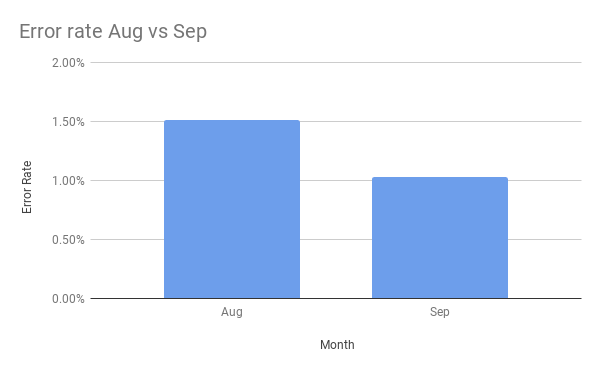 Error rate Aug vs Sep
2.00%
1.50%
1.00%
0.50%
0.00%
Error Rate
Aug Sep
Month